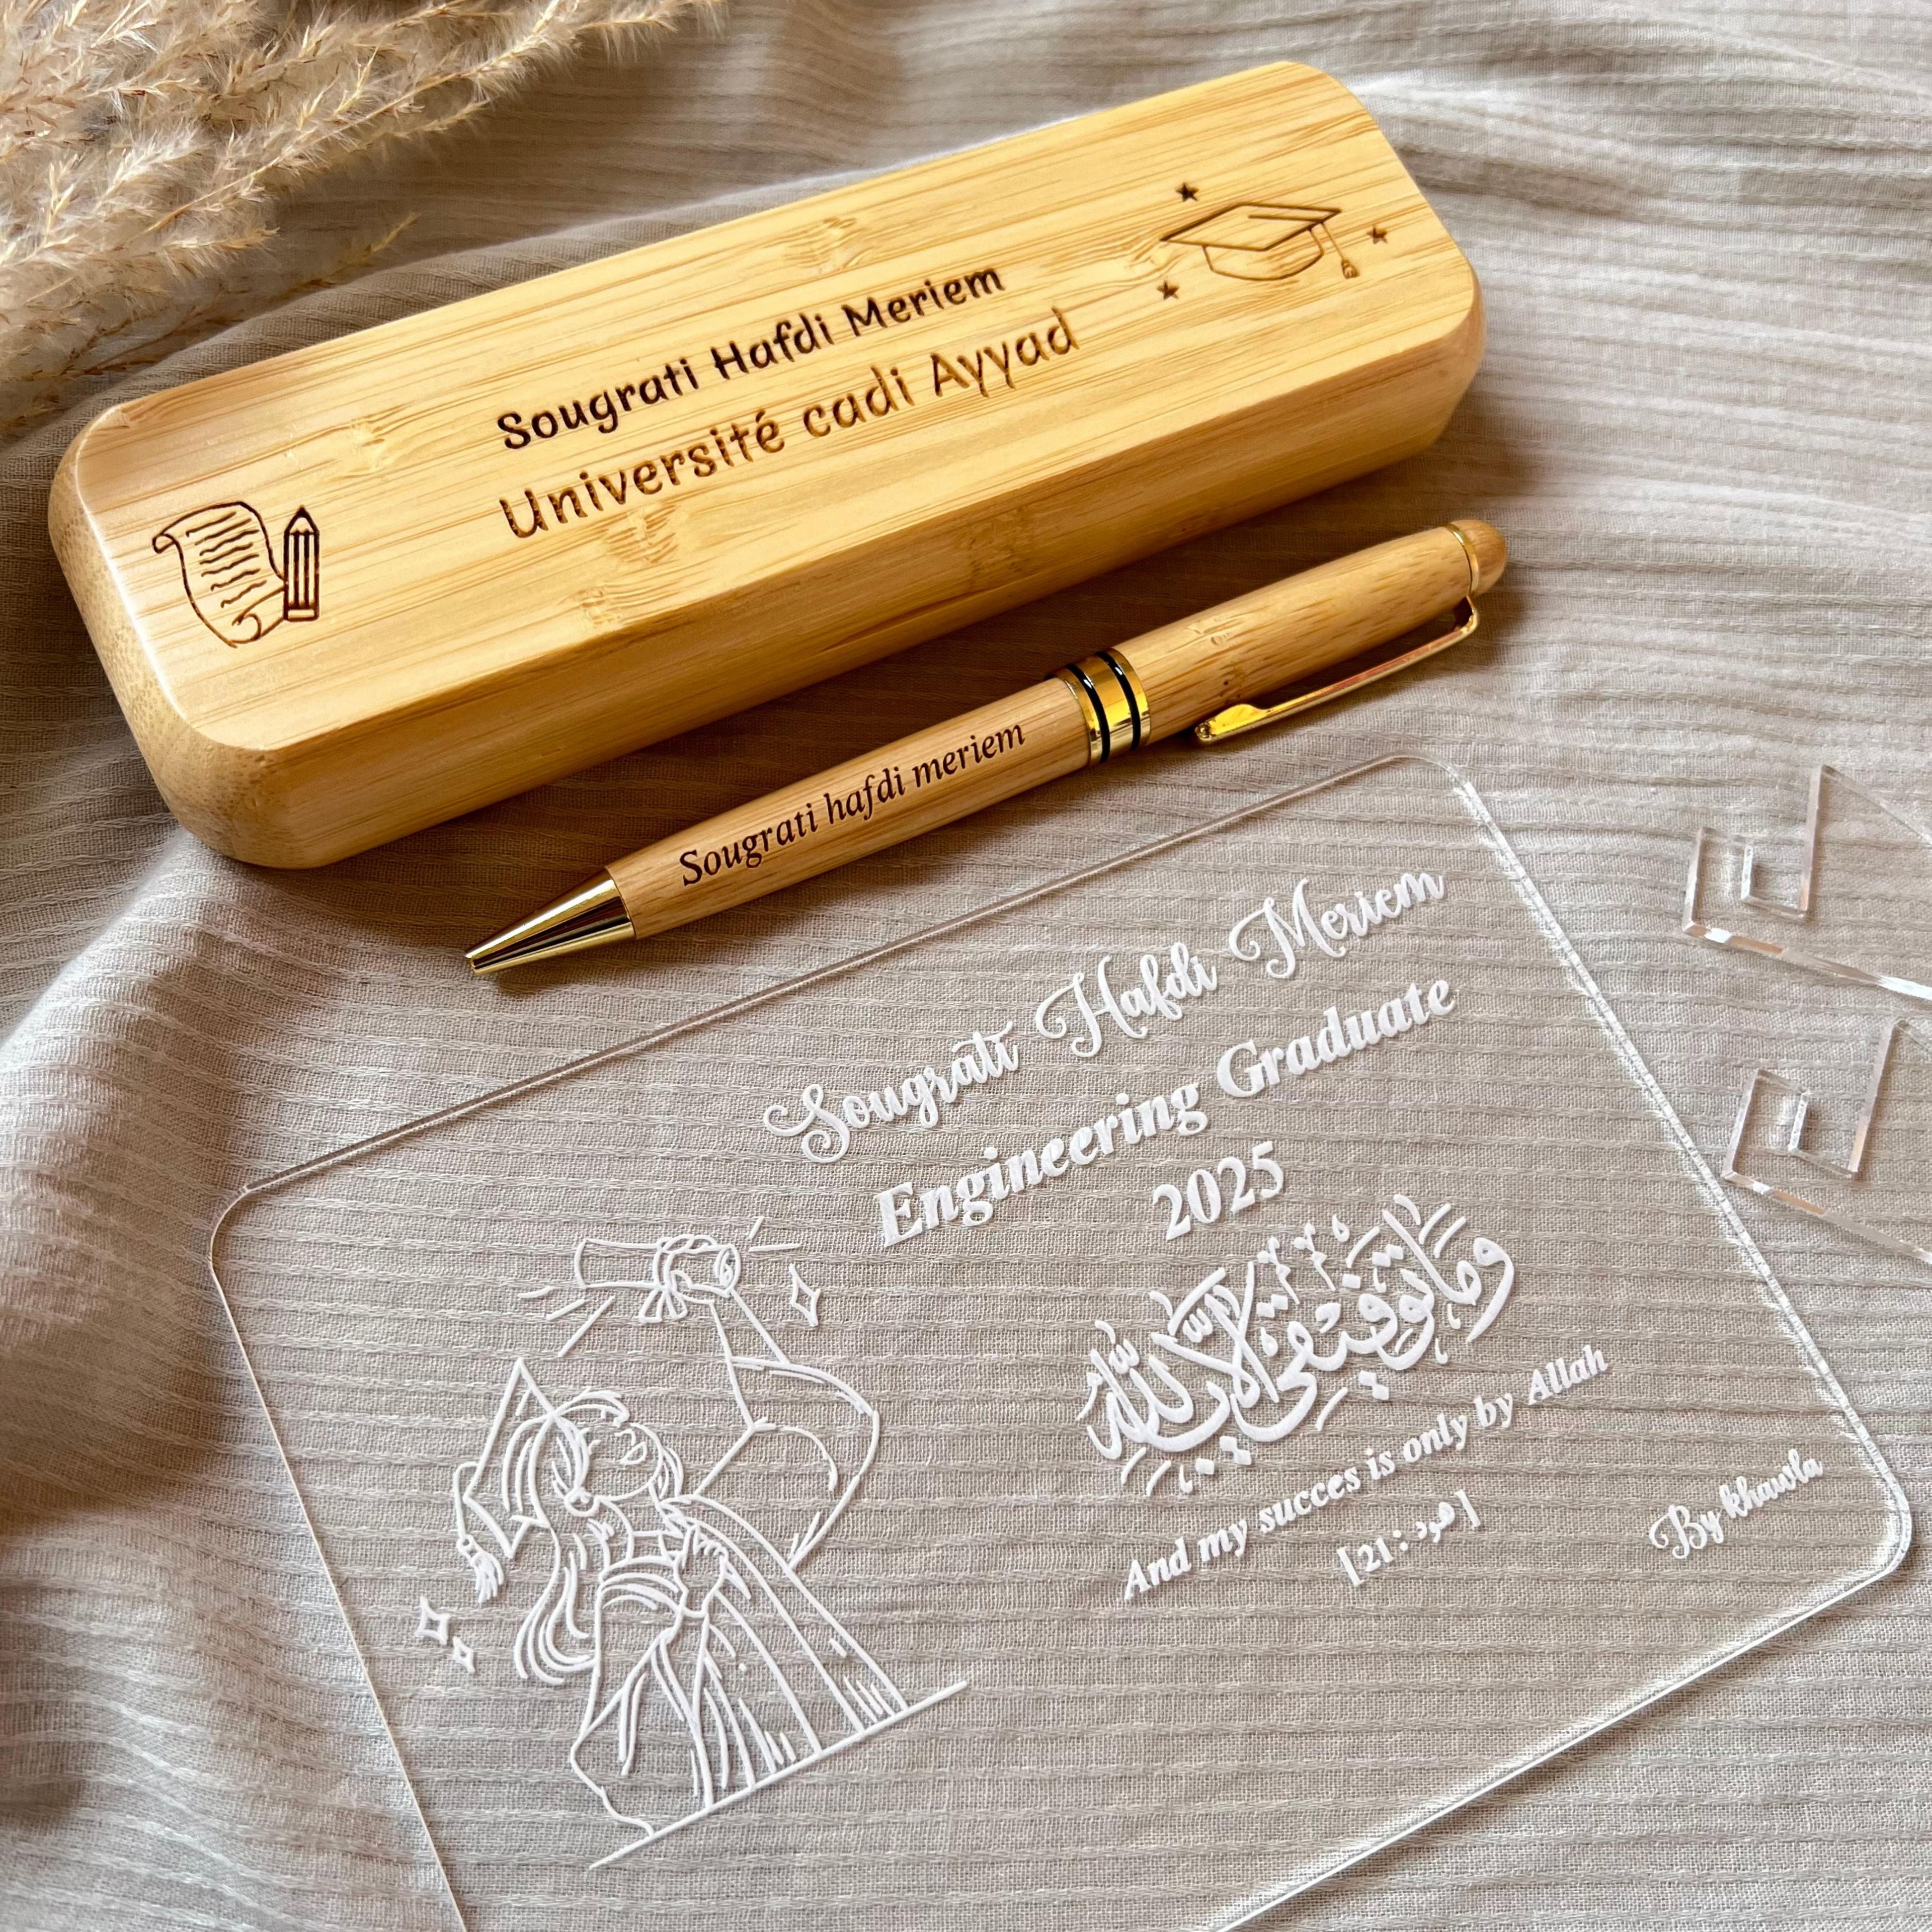 Sougrati Hafdi Meriem
Université cadi Ayyad
Sougrati hafdi meriem
Sougrati Hafdi Meriem
Engineering Graduate
2025
وما توفيقي إلا بالله
And my succes is only by Allah
[هود: 21]
By khawla